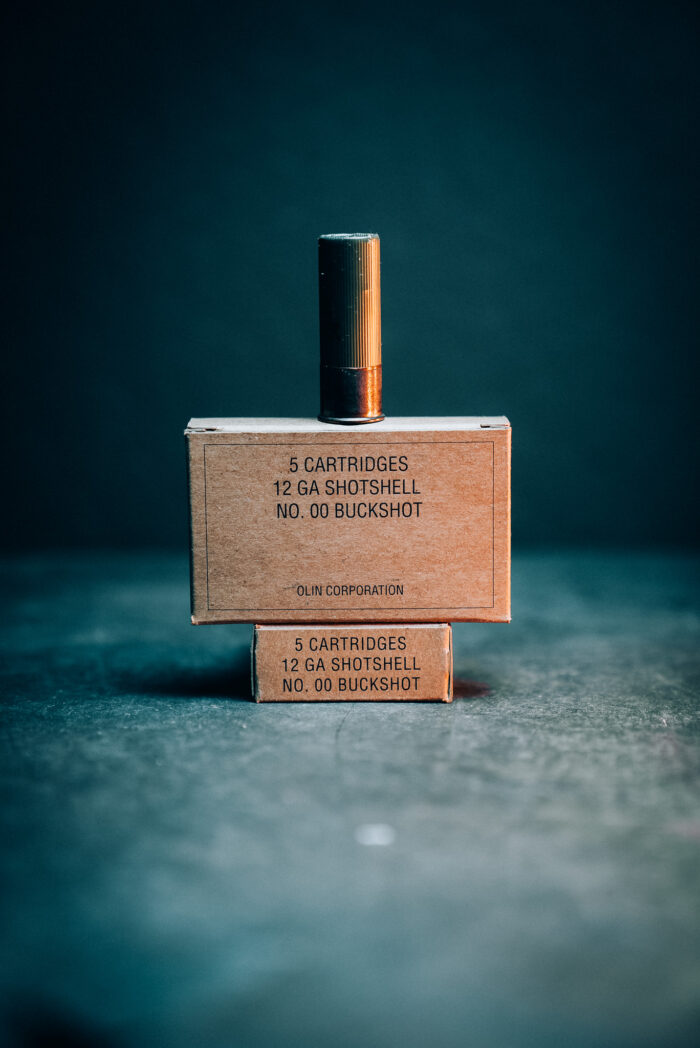 5 CARTRIDGES
12 GA SHOTSHELL
NO. 00 BUCKSHOT
OLIN CORPORATION
5 CARTRIDGES
12 GA SHOTSHELL
NO. 00 BUCKSHOT